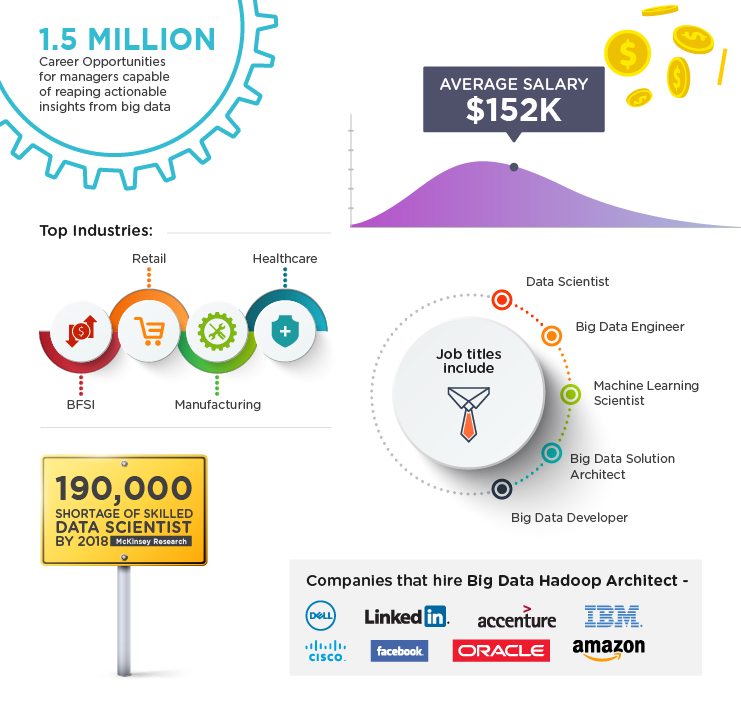 1.5 MILLION
Career Opportunities
for managers capable
of reaping actionable
insights from big data
AVERAGE SALARY
$152K
Top Industries:
Retail
Healthcare
BFSI
Manufacturing
Job titles
include
Data Scientist
Big Data Engineer
Machine Learning
Scientist
Big Data Solution
Architect
Big Data Developer
190,000
SHORTAGE OF SKILLED
DATA SCIENTIST
BY 2018 McKinsey Research
Companies that hire Big Data Hadoop Architect -
DELL
Linked in.
accenture
IBM.
CISCO.
facebook.
ORACLE
amazon